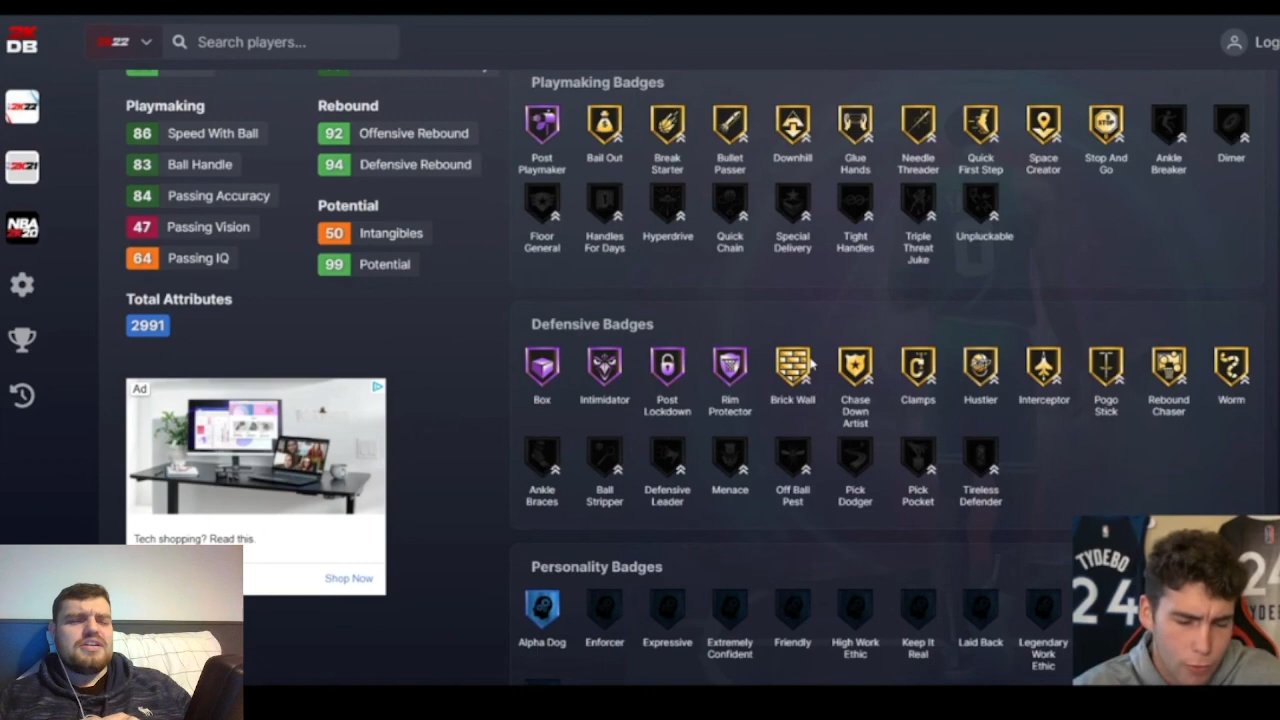 2K
DB
2K22
Search players...
Log
2K22
2K21
NBA
2K20
Playmaking
Rebound
86 Speed With Ball
92 Offensive Rebound
83 Ball Handle
94 Defensive Rebound
84 Passing Accuracy
47 Passing Vision
Potential
64 Passing IQ
50 Intangibles
99 Potential
Total Attributes
2991
Ad
Tech shopping? Read this.
Shop Now
Playmaking Badges
Post Playmaker
Bail Out
Break Starter
Bullet Passer
Downhill
Glue Hands
Needle Threader
Quick First Step
Space Creator
Stop And Go
Ankle Breaker
Dimer
Floor General
Handles For Days
Hyperdrive
Quick Chain
Special Delivery
Tight Handles
Triple Threat Juke
Unpluckable
Defensive Badges
Box
Intimidator
Post Lockdown
Rim Protector
Brick Wall
Chase Down Artist
Clamps
Hustler
Interceptor
Pogo Stick
Rebound Chaser
Worm
Ankle Braces
Ball Stripper
Defensive Leader
Menace
Off Ball Pest
Pick Dodger
Pick Pocket
Tireless Defender
Personality Badges
Alpha Dog
Enforcer
Expressive
Extremely Confident
Friendly
High Work Ethic
Keep It Real
Laid Back
Legendary Work Ethic
TYDEBO
24